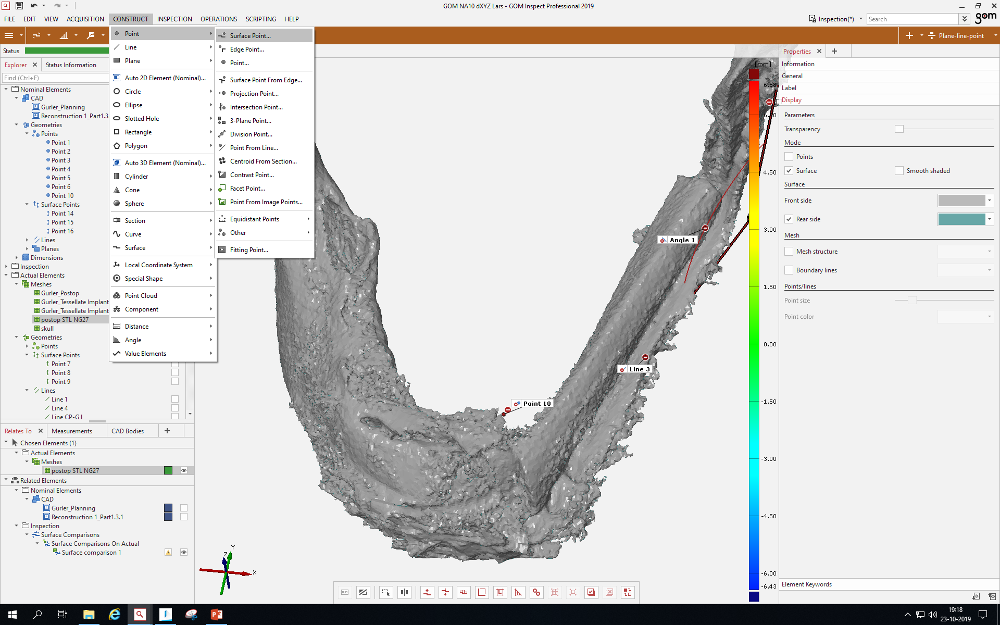 GOM NA10 dXYZ Lars - GOM Inspect Professional 2019
FILE EDIT VIEW ACQUISITION CONSTRUCT INSPECTION OPERATIONS SCRIPTING HELP
Inspection(*) Search gom
Plane-line-point
Status
Explorer Status Information
Find (Ctrl+F)
Nominal Elements
CAD
Gurler_Planning
Reconstruction 1_Part1.3
Geometries
Points
Point 1
Point 2
Point 3
Point 4
Point 5
Point 6
Point 10
Surface Points
Point 14
Point 15
Point 16
Lines
Planes
Dimensions
Inspection
Actual Elements
Meshes
Gurler_Postop
Gurler_Tessellate Implant
Gurler_Tessellate Implant
postop STL NG27
skull
Geometries
Points
Surface Points
Point 7
Point 8
Point 9
Lines
Line 1
Line 4
Line CP-GJ
Point
Line
Plane
Auto 2D Element (Nominal)...
Circle
Ellipse
Slotted Hole
Rectangle
Polygon
Auto 3D Element (Nominal)...
Cylinder
Cone
Sphere
Section
Curve
Surface
Local Coordinate System
Special Shape
Point Cloud
Component
Distance
Angle
Value Elements
Surface Point...
Edge Point...
Point...
Surface Point From Edge...
Projection Point...
Intersection Point...
3-Plane Point...
Division Point...
Point From Line...
Centroid From Section...
Contrast Point...
Facet Point...
Point From Image Points...
Equidistant Points
Other
Fitting Point...
Angle 1
Line 3
Point 10
[mm]
6.88
4.50
3.00
1.50
0.00
-1.50
-3.00
-4.50
-6.00
-6.43
X
Y
Z
Properties
Information
General
Label
Display
Parameters
Transparency
Mode
Points
Surface Smooth shaded
Surface
Front side
Rear side
Mesh
Mesh structure
Boundary lines
Points/lines
Point size
Point color
Element Keywords
Relates To Measurements CAD Bodies
Chosen Elements (1)
Actual Elements
Meshes
postop STL NG27
Related Elements
Nominal Elements
CAD
Gurler_Planning
Reconstruction 1_Part1.3.1
Inspection
Surface Comparisons
Surface Comparisons On Actual
Surface comparison 1
19:18
23-10-2019